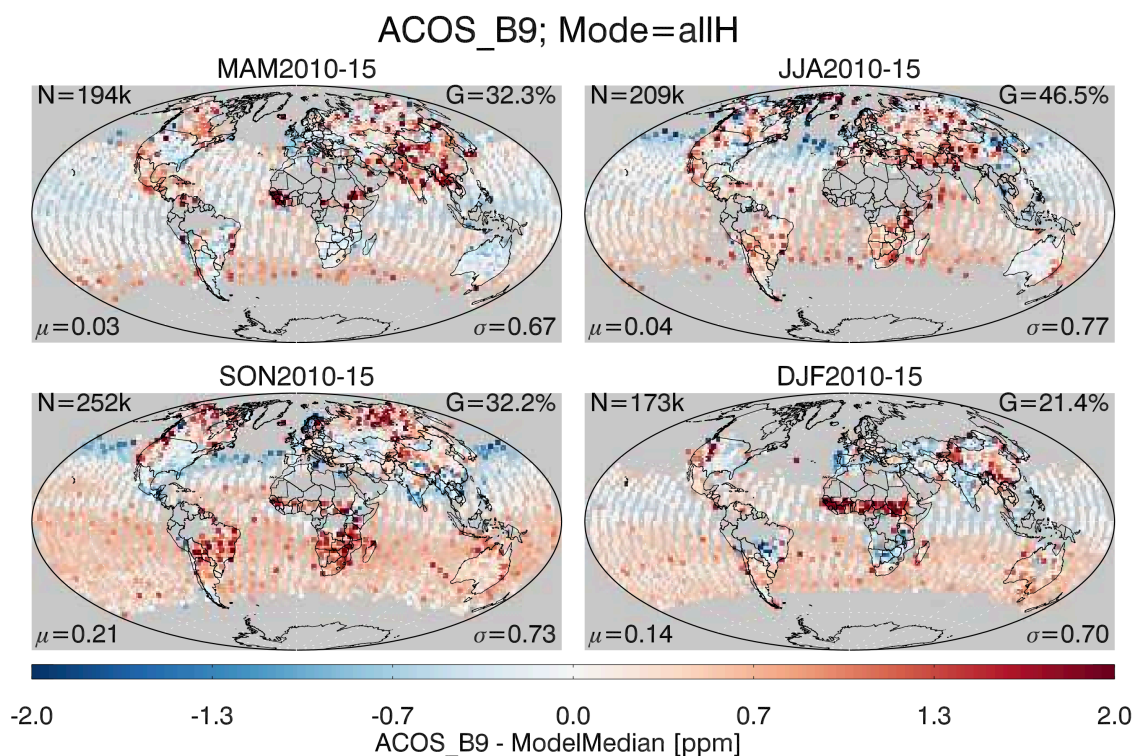 ACOS_B9; Mode=allH
MAM2010-15
N=194k
G=32.3%
μ=0.03
σ=0.67
JJA2010-15
N=209k
G=46.5%
μ=0.04
σ=0.77
SON2010-15
N=252k
G=32.2%
μ=0.21
σ=0.73
DJF2010-15
N=173k
G=21.4%
μ=0.14
σ=0.70
-2.0 -1.3 -0.7 0.0 0.7 1.3 2.0
ACOS_B9 - ModelMedian [ppm]